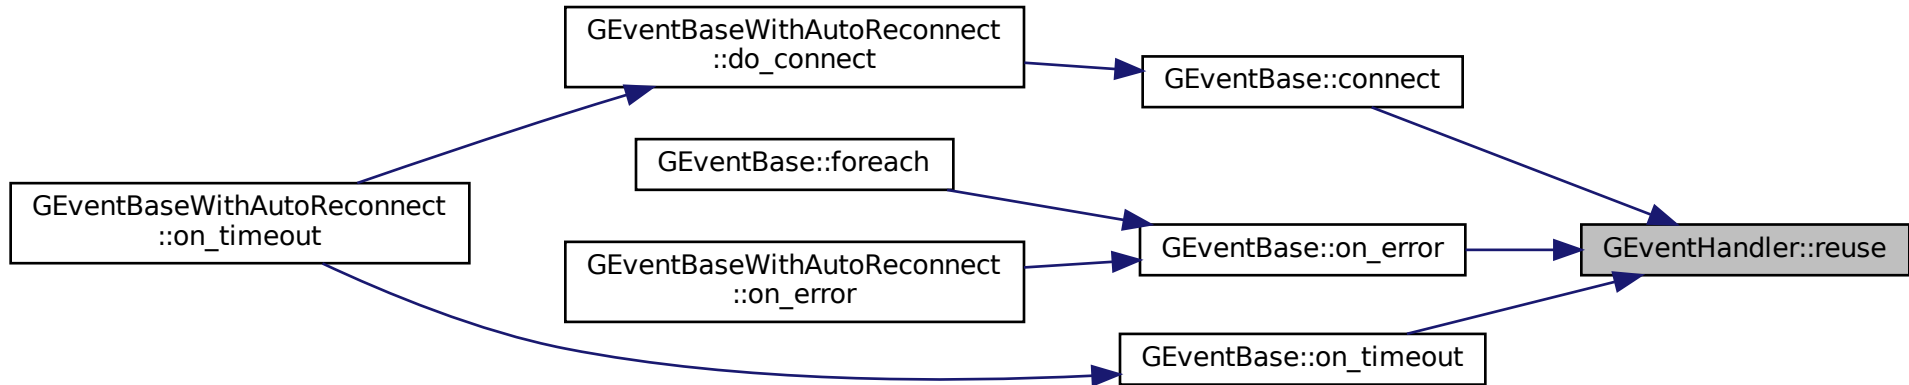 GEventBaseWithAutoReconnect
::do_connect
GEventBase::connect
GEventBase::foreach
GEventBaseWithAutoReconnect
::on_timeout
GEventBase::on_error
GEventHandler::reuse
GEventBaseWithAutoReconnect
::on_error
GEventBase::on_timeout